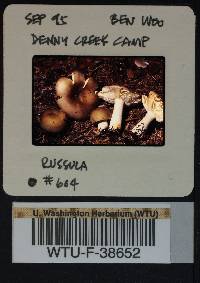 SEP 95 BEN WOO
DENNY CREEK CAMP
RUSSULA
#604
U. Washington Herbarium (WTU)
WTU-F-38652